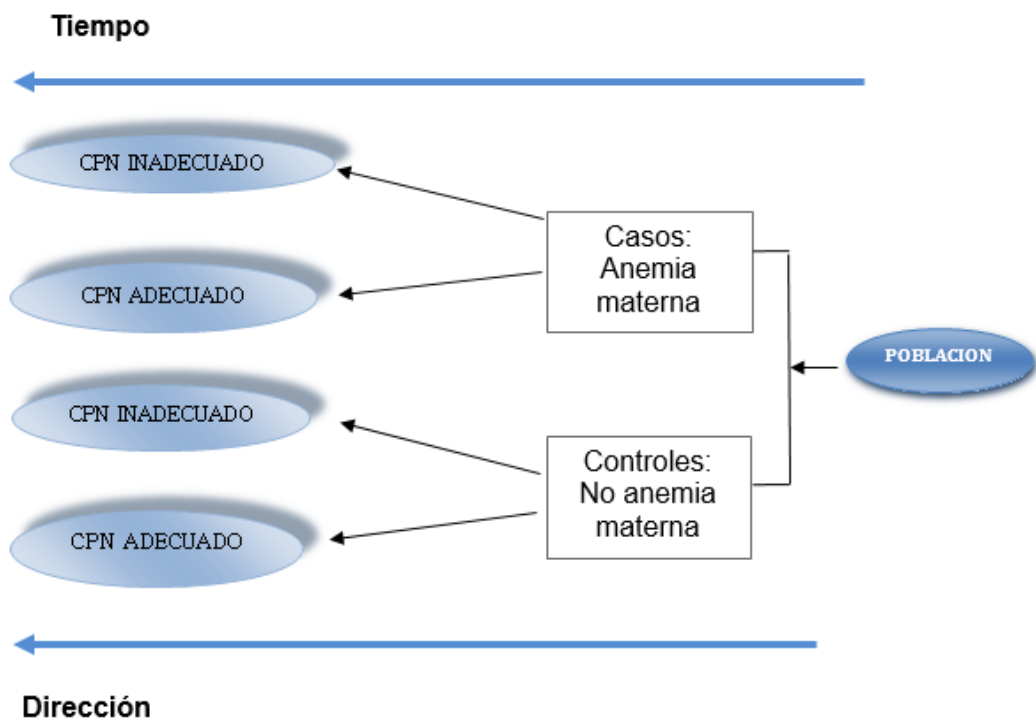 Tiempo
CPN INADECUADO
CPN ADECUADO
CPN INADECUADO
CPN ADECUADO
Casos:
Anemia
materna
Controles:
No anemia
materna
POBLACION
Dirección